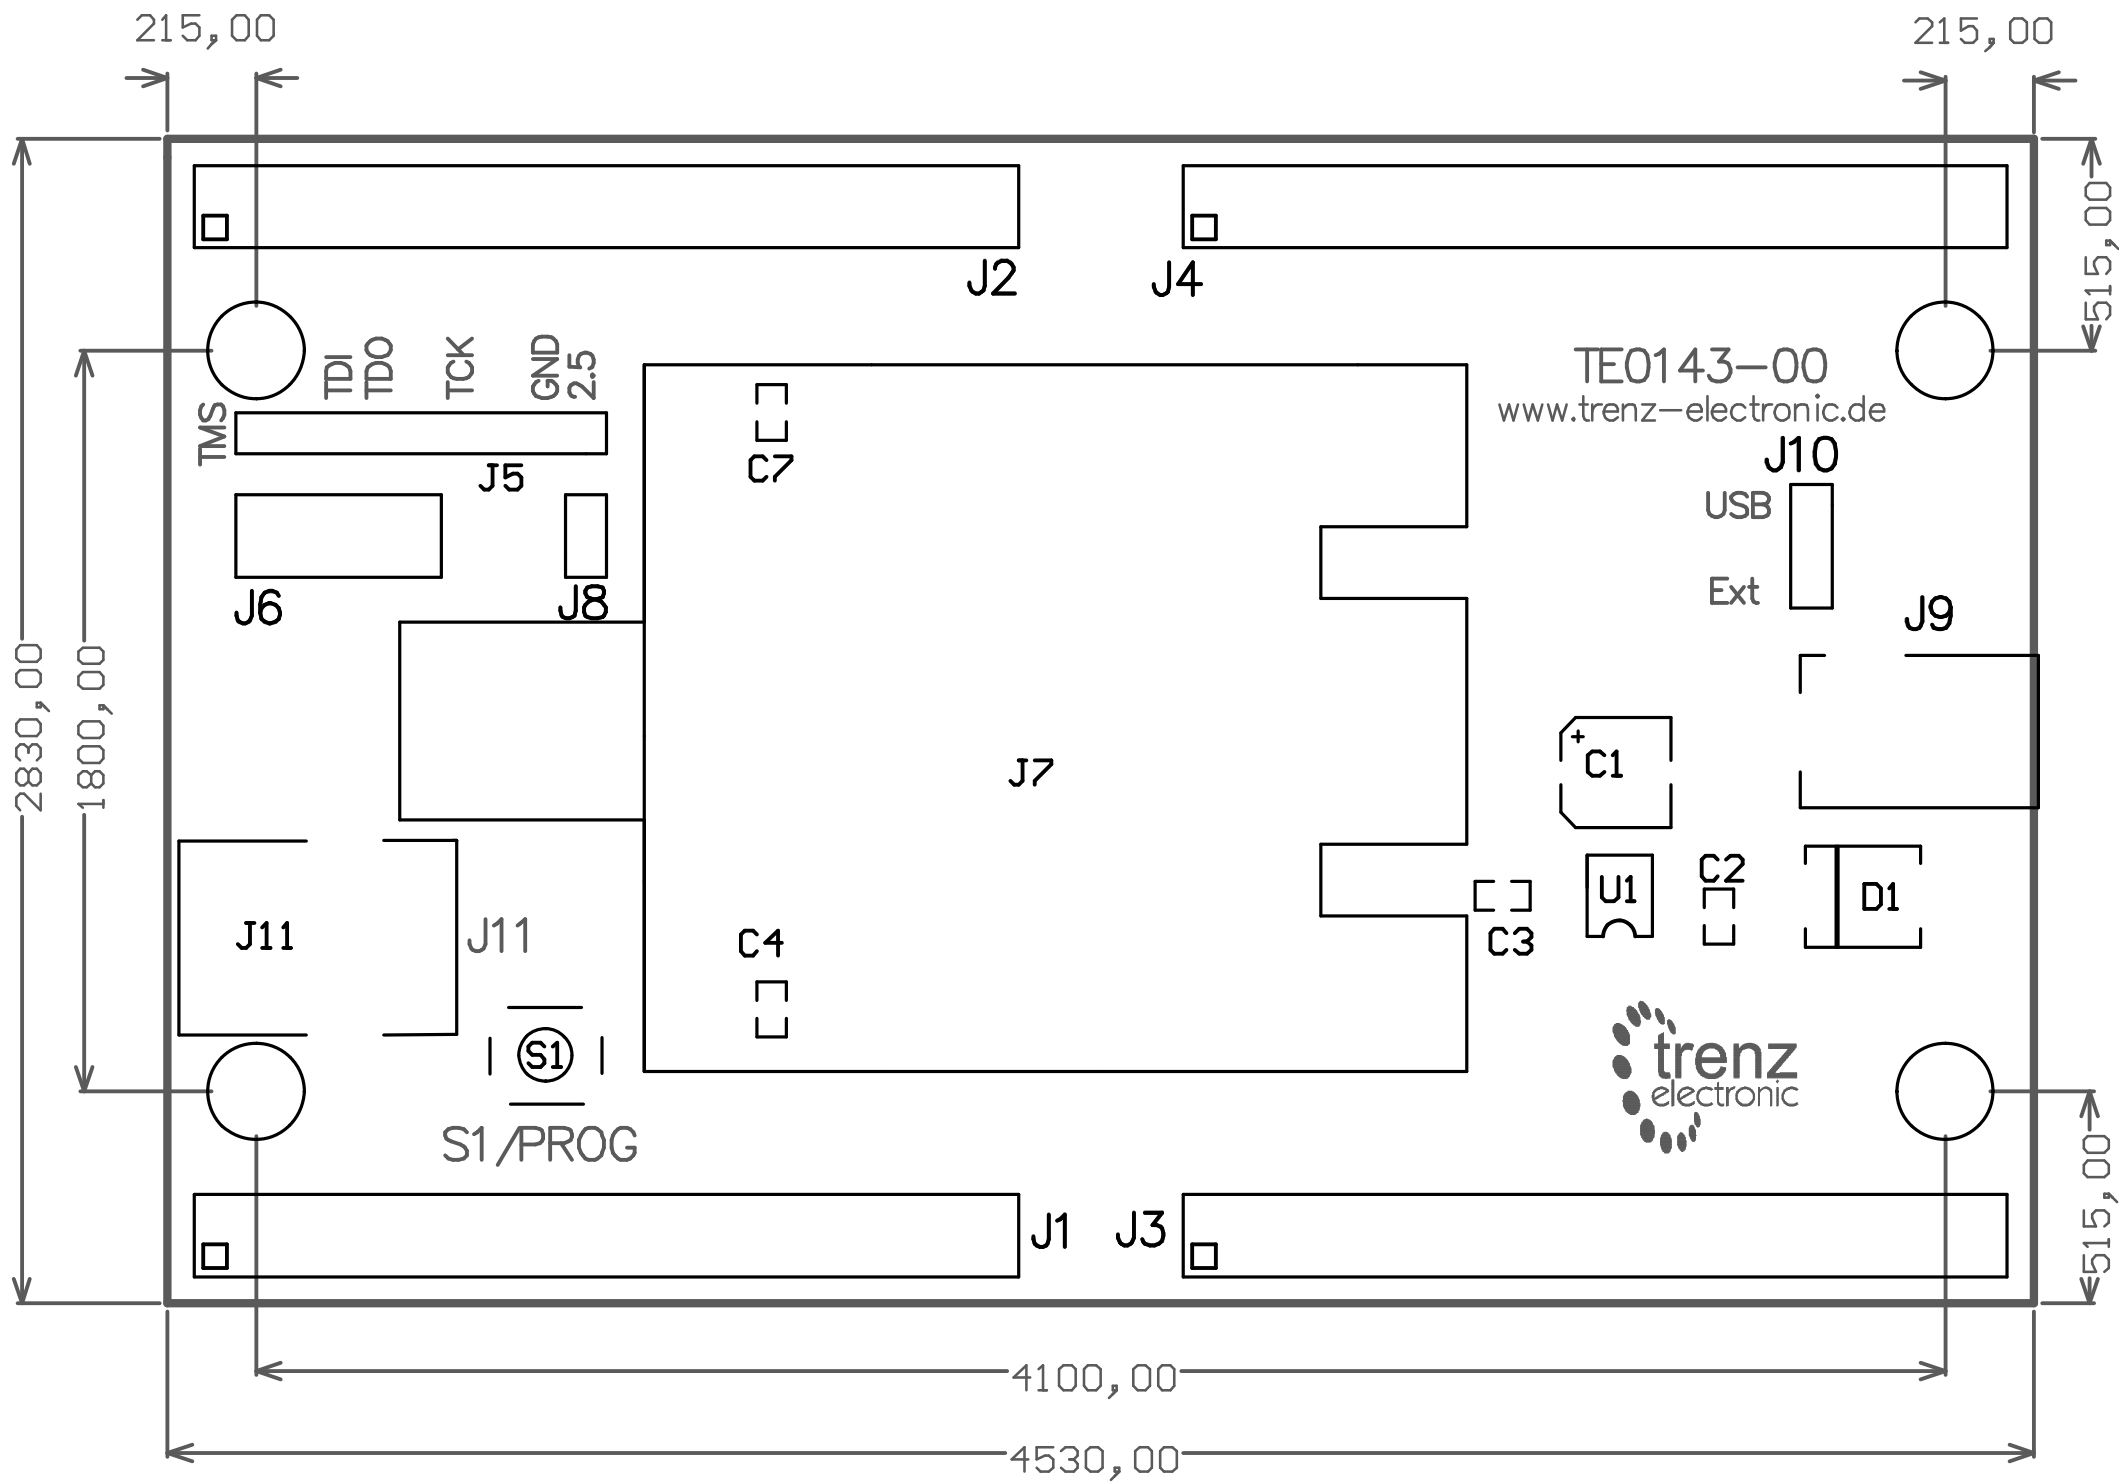 215,00
215,00
J2
J4
515,00
TDI
TDO
TCK
GND
2.5
TMS
TE0143-00
www.trenz-electronic.de
J5
C7
J10
USB
J6
J8
Ext
J9
2830,00
1800,00
J7
+
C1
J11
J11
C4
C3
U1
C2
D1
S1
trenz
electronic
S1/PROG
515,00
J1
J3
4100,00
4530,00